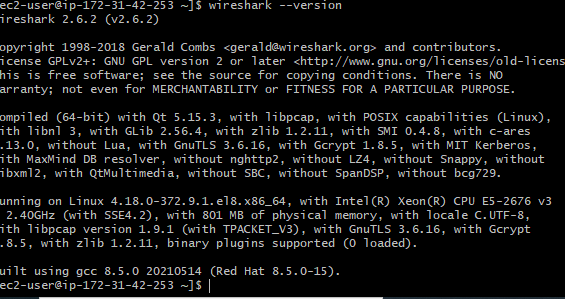 ec2-user@ip-172-31-42-253 ~]$ wireshark --version
ireshark 2.6.2 (v2.6.2)
opyright 1998-2018 Gerald Combs <gerald@wireshark.org> and contributors.
icense GPLv2+: GNU GPL version 2 or later <http://www.gnu.org/licenses/old-licens
his is free software; see the source for copying conditions. There is NO
arranty; not even for MERCHANTABILITY or FITNESS FOR A PARTICULAR PURPOSE.
ompiled (64-bit) with Qt 5.15.3, with libpcap, with POSIX capabilities (Linux),
ith libnl 3, with GLib 2.56.4, with zlib 1.2.11, with SMI 0.4.8, with c-ares
.13.0, without Lua, with GnuTLS 3.6.16, with Gcrypt 1.8.5, with MIT Kerberos,
ith MaxMind DB resolver, without nghttp2, without LZ4, without Snappy, without
ibxml2, with QtMultimedia, without SBC, without SpanDSP, without bcg729.
unning on Linux 4.18.0-372.9.1.el8.x86_64, with Intel(R) Xeon(R) CPU E5-2676 v3
2.40GHz (with SSE4.2), with 801 MB of physical memory, with locale C.UTF-8,
ith libpcap version 1.9.1 (with TPACKET_V3), with GnuTLS 3.6.16, with Gcrypt
.8.5, with zlib 1.2.11, binary plugins supported (0 loaded).
uilt using gcc 8.5.0 20210514 (Red Hat 8.5.0-15).
ec2-user@ip-172-31-42-253 ~]$